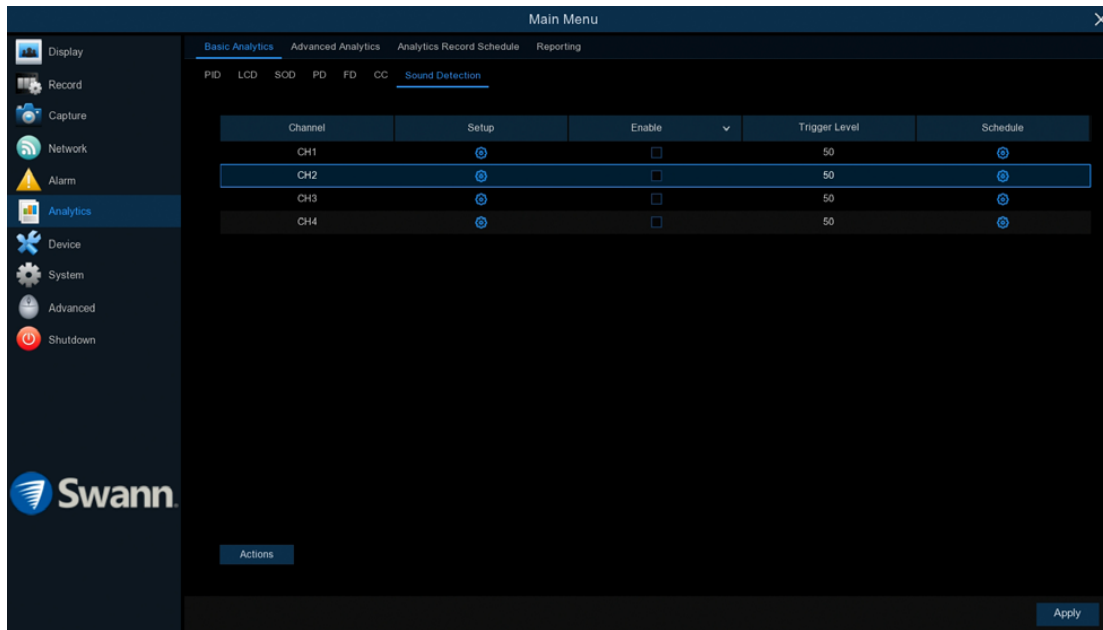 Main Menu
Display
Record
Capture
Network
Alarm
Analytics
Device
System
Advanced
Shutdown
Swann
Basic Analytics Advanced Analytics Analytics Record Schedule Reporting
PID LCD SOD PD FD CC Sound Detection
Channel Setup Enable Trigger Level Schedule
CH1 50
CH2 50
CH3 50
CH4 50
Actions
Apply